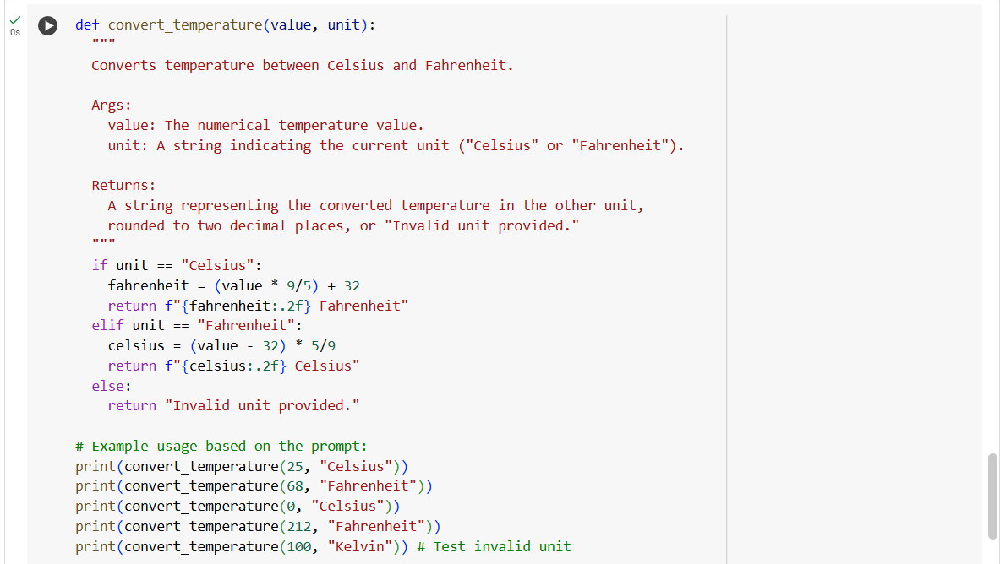 0s
def convert_temperature(value, unit):
  """
  Converts temperature between Celsius and Fahrenheit.

  Args:
    value: The numerical temperature value.
    unit: A string indicating the current unit ("Celsius" or "Fahrenheit").

  Returns:
    A string representing the converted temperature in the other unit,
    rounded to two decimal places, or "Invalid unit provided."
  """
  if unit == "Celsius":
    fahrenheit = (value * 9/5) + 32
    return f"{fahrenheit:.2f} Fahrenheit"
  elif unit == "Fahrenheit":
    celsius = (value - 32) * 5/9
    return f"{celsius:.2f} Celsius"
  else:
    return "Invalid unit provided."

# Example usage based on the prompt:
print(convert_temperature(25, "Celsius"))
print(convert_temperature(68, "Fahrenheit"))
print(convert_temperature(0, "Celsius"))
print(convert_temperature(212, "Fahrenheit"))
print(convert_temperature(100, "Kelvin")) # Test invalid unit